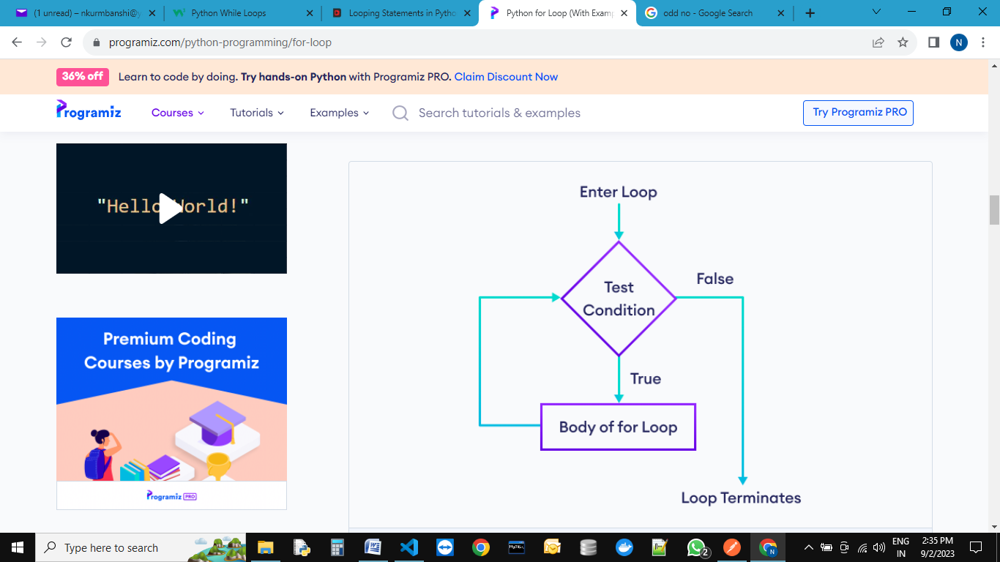 (1 unread) – nkurmbanshi@y
Python While Loops
Looping Statements in Pytho
Python for Loop (With Examp
odd no - Google Search
programiz.com/python-programming/for-loop
N
36% off Learn to code by doing. Try hands-on Python with Programiz PRO. Claim Discount Now
Programiz
Courses
Tutorials
Examples
Search tutorials & examples
Try Programiz PRO
"Hello World!"
Premium Coding
Courses by Programiz
Programiz PRO
Enter Loop
Test
Condition
False
True
Body of for Loop
Loop Terminates
Type here to search
MySQL
2
N
ENG
IN
2:35 PM
9/2/2023